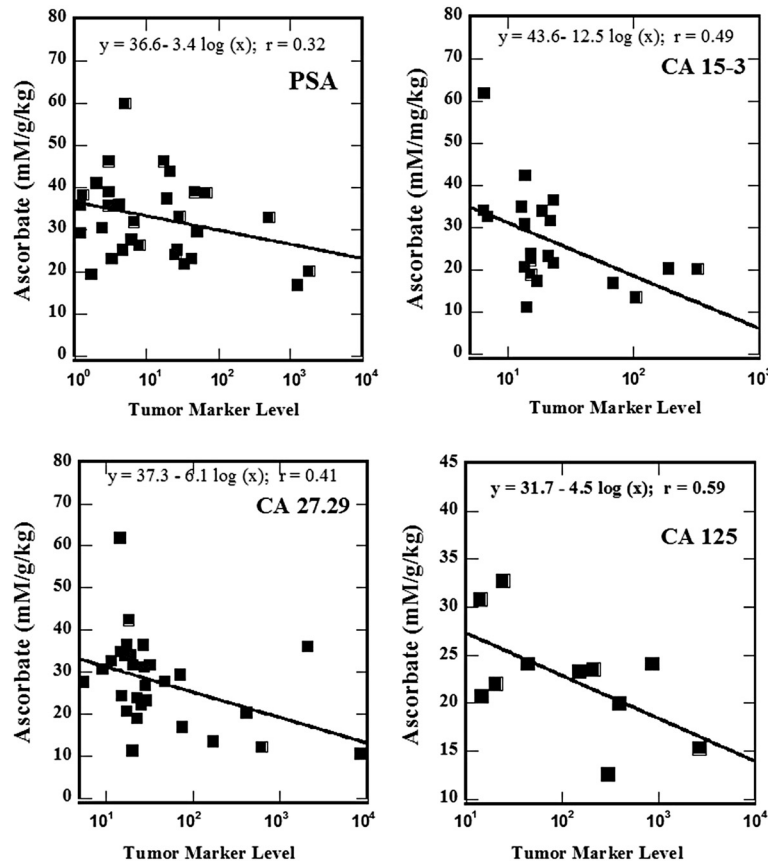 y = 36.6- 3.4 log (x); r = 0.32
PSA
Ascorbate (mM/g/kg)
80
70
60
50
40
30
20
10
0
10⁰ 10¹ 10² 10³ 10⁴
Tumor Marker Level
y = 43.6- 12.5 log (x); r = 0.49
CA 15-3
Ascorbate (mM/mg/kg)
80
70
60
50
40
30
20
10
0
10¹ 10² 10³
Tumor Marker Level
y = 37.3 - 6.1 log (x); r = 0.41
CA 27.29
Ascorbate (mM/g/kg)
80
70
60
50
40
30
20
10
0
10¹ 10² 10³ 10⁴
Tumor Marker Level
y = 31.7 - 4.5 log (x); r = 0.59
CA 125
Ascorbate (mM/g/kg)
45
40
35
30
25
20
15
10
10¹ 10² 10³ 10⁴
Tumor Marker Level